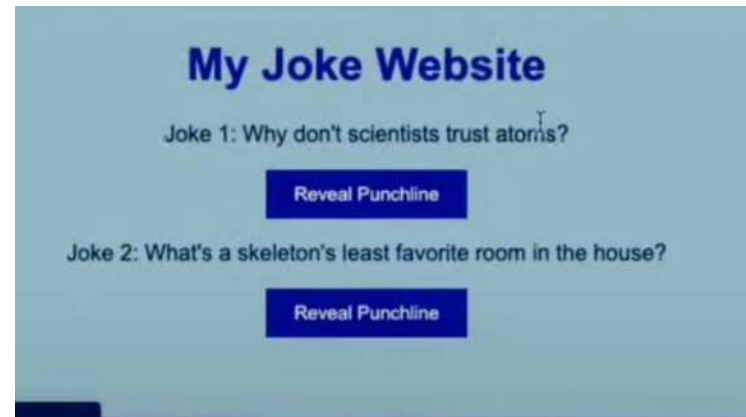 My Joke Website
Joke 1: Why don't scientists trust atoms?
Reveal Punchline
Joke 2: What's a skeleton's least favorite room in the house?
Reveal Punchline